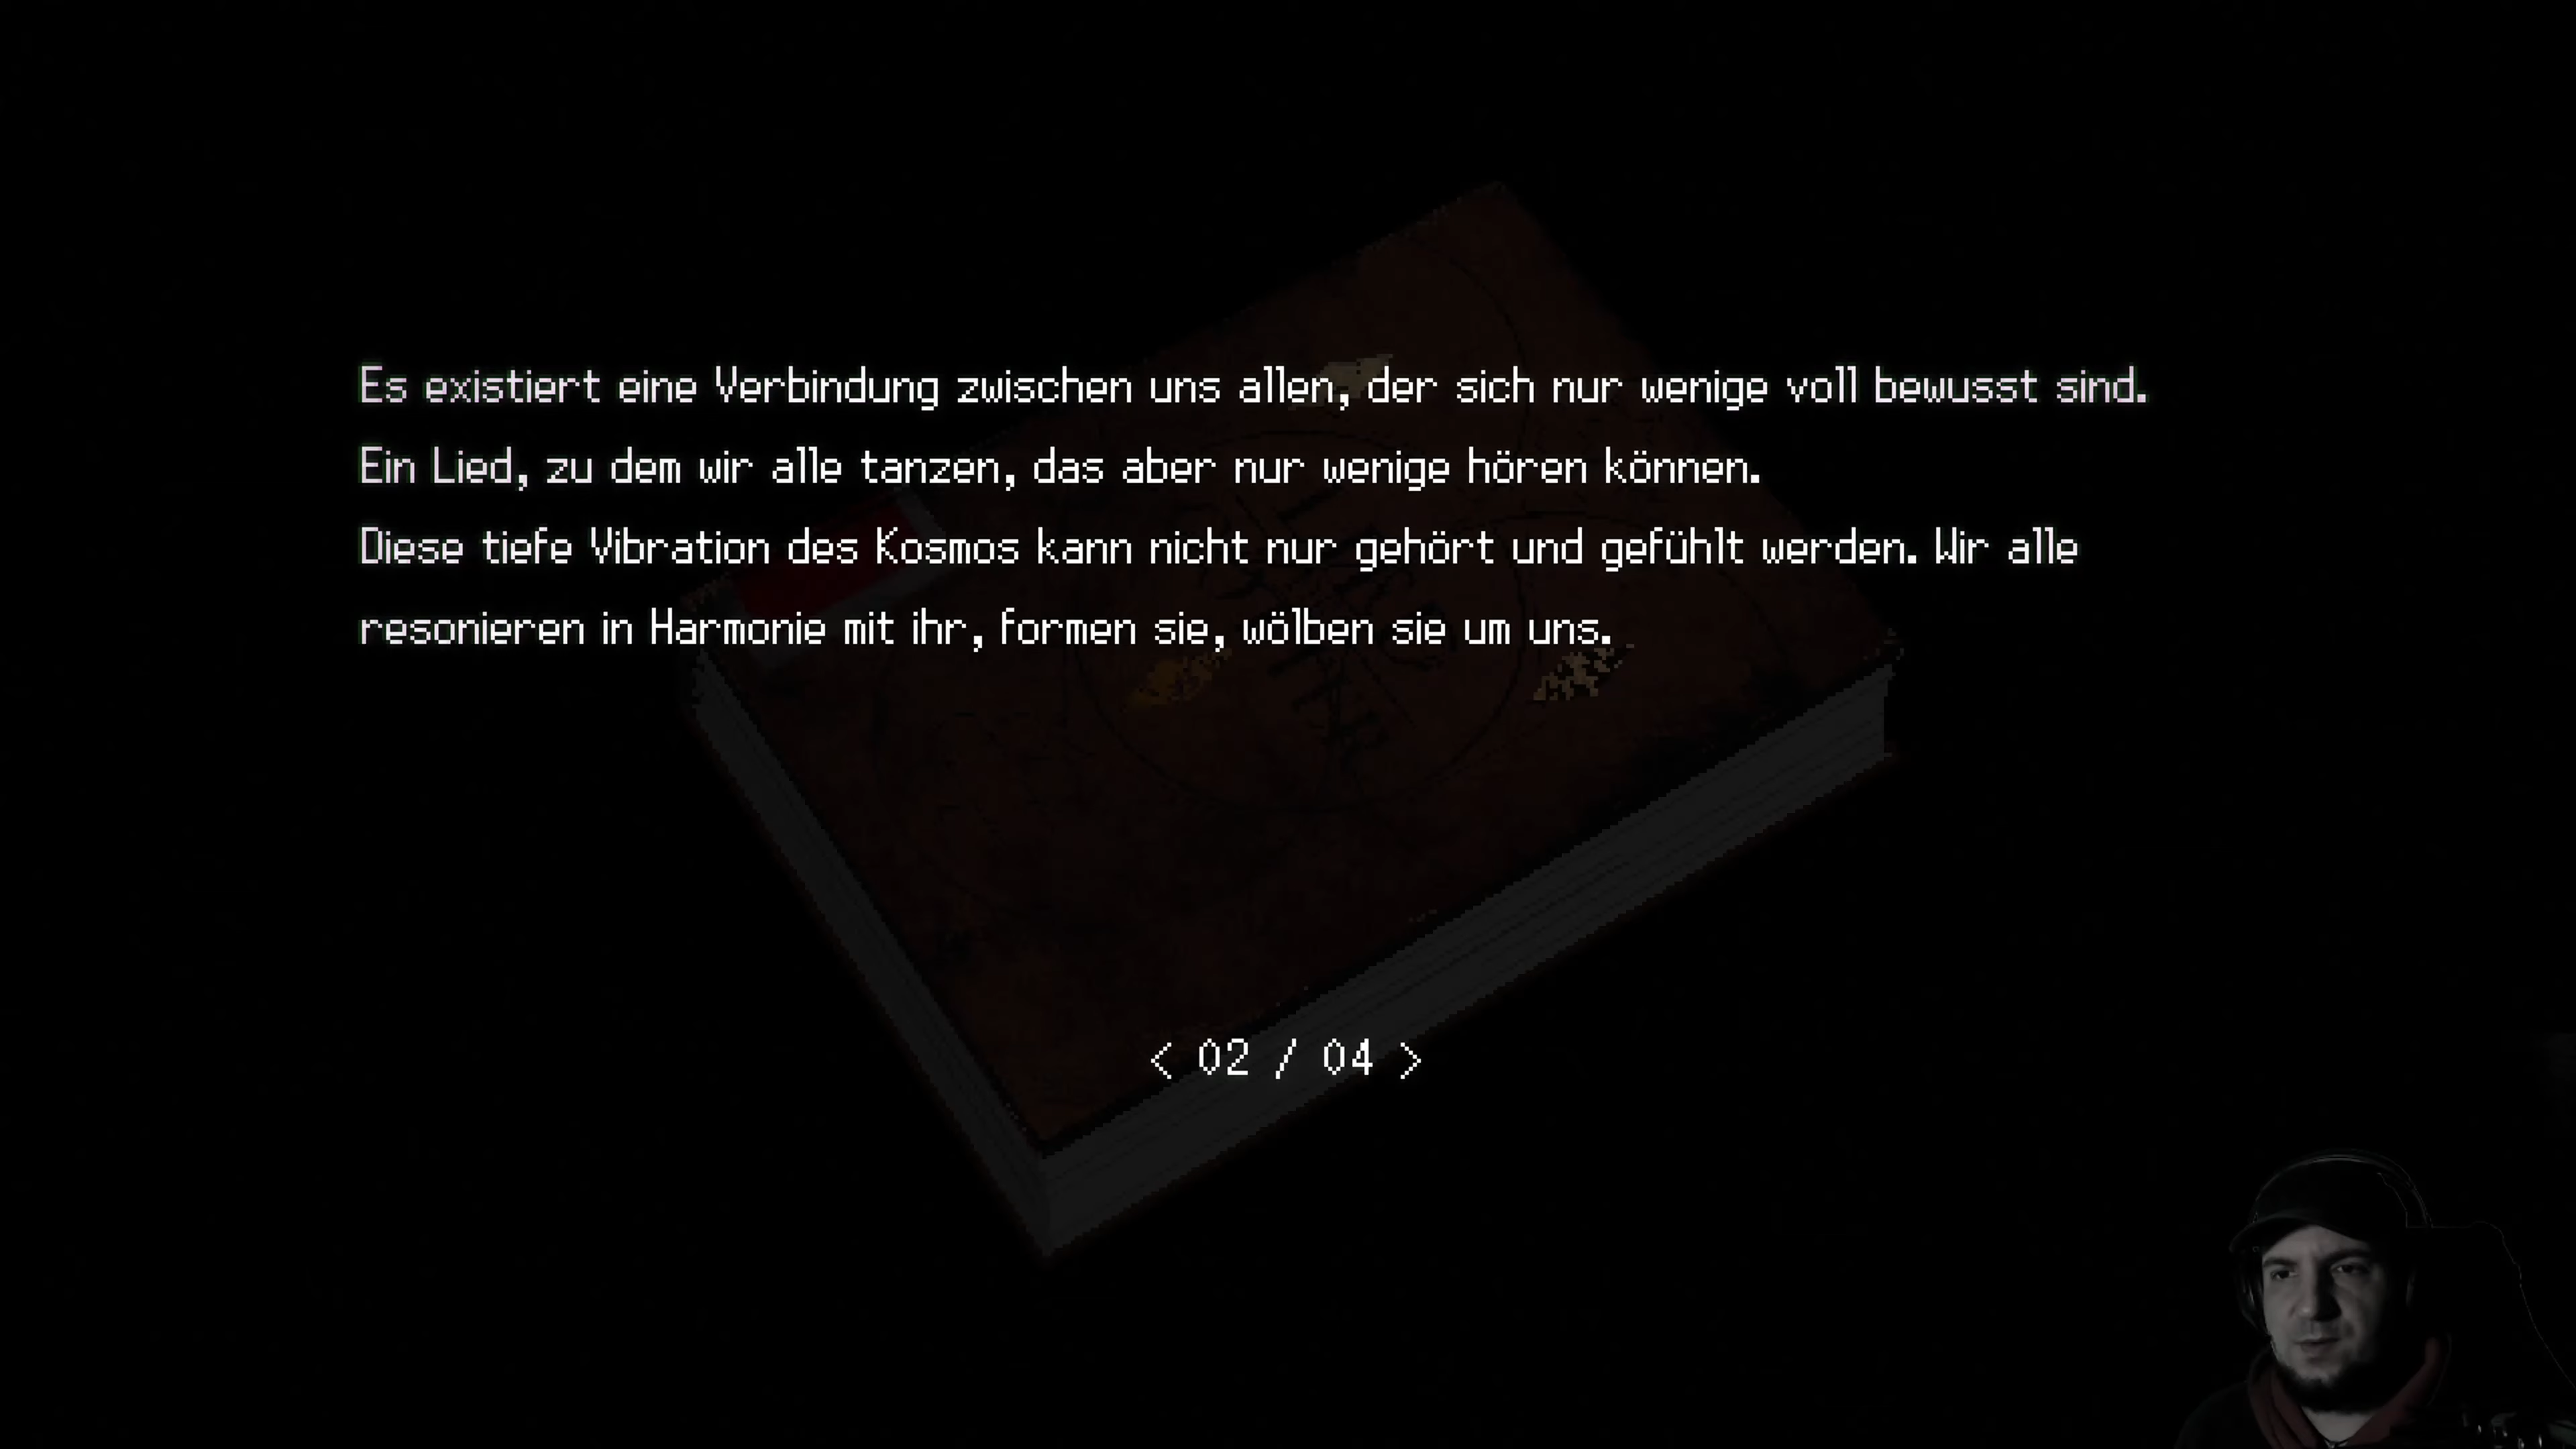 Es existiert eine Verbindung zwischen uns allen, der sich nur wenige voll bewusst sind.
Ein Lied, zu dem wir alle tanzen, das aber nur wenige hören können.
Diese tiefe Vibration des Kosmos kann nicht nur gehört und gefühlt werden. Wir alle
resonieren in Harmonie mit ihr, formen sie, wölben sie um uns.
< 02 / 04 >